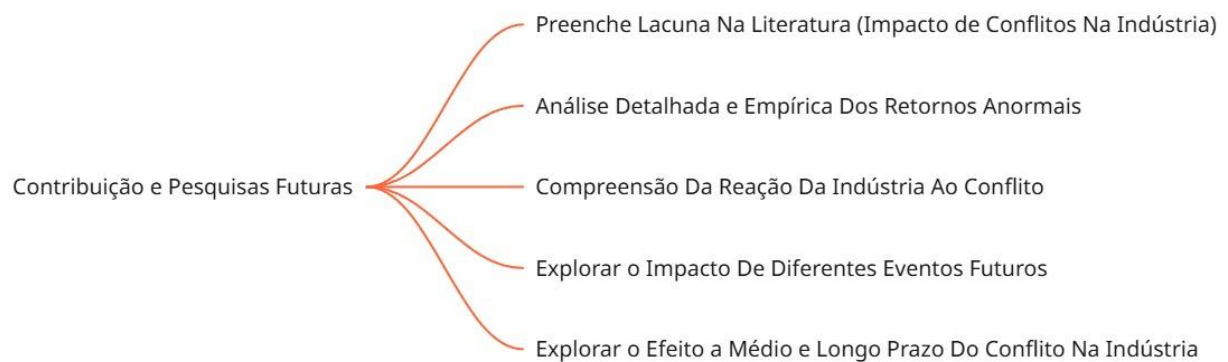 Preenche Lacuna Na Literatura (Impacto de Conflitos Na Indústria)
Análise Detalhada e Empírica Dos Retornos Anormais
Contribuição e Pesquisas Futuras
Compreensão Da Reação Da Indústria Ao Conflito
Explorar o Impacto De Diferentes Eventos Futuros
Explorar o Efeito a Médio e Longo Prazo Do Conflito Na Indústria